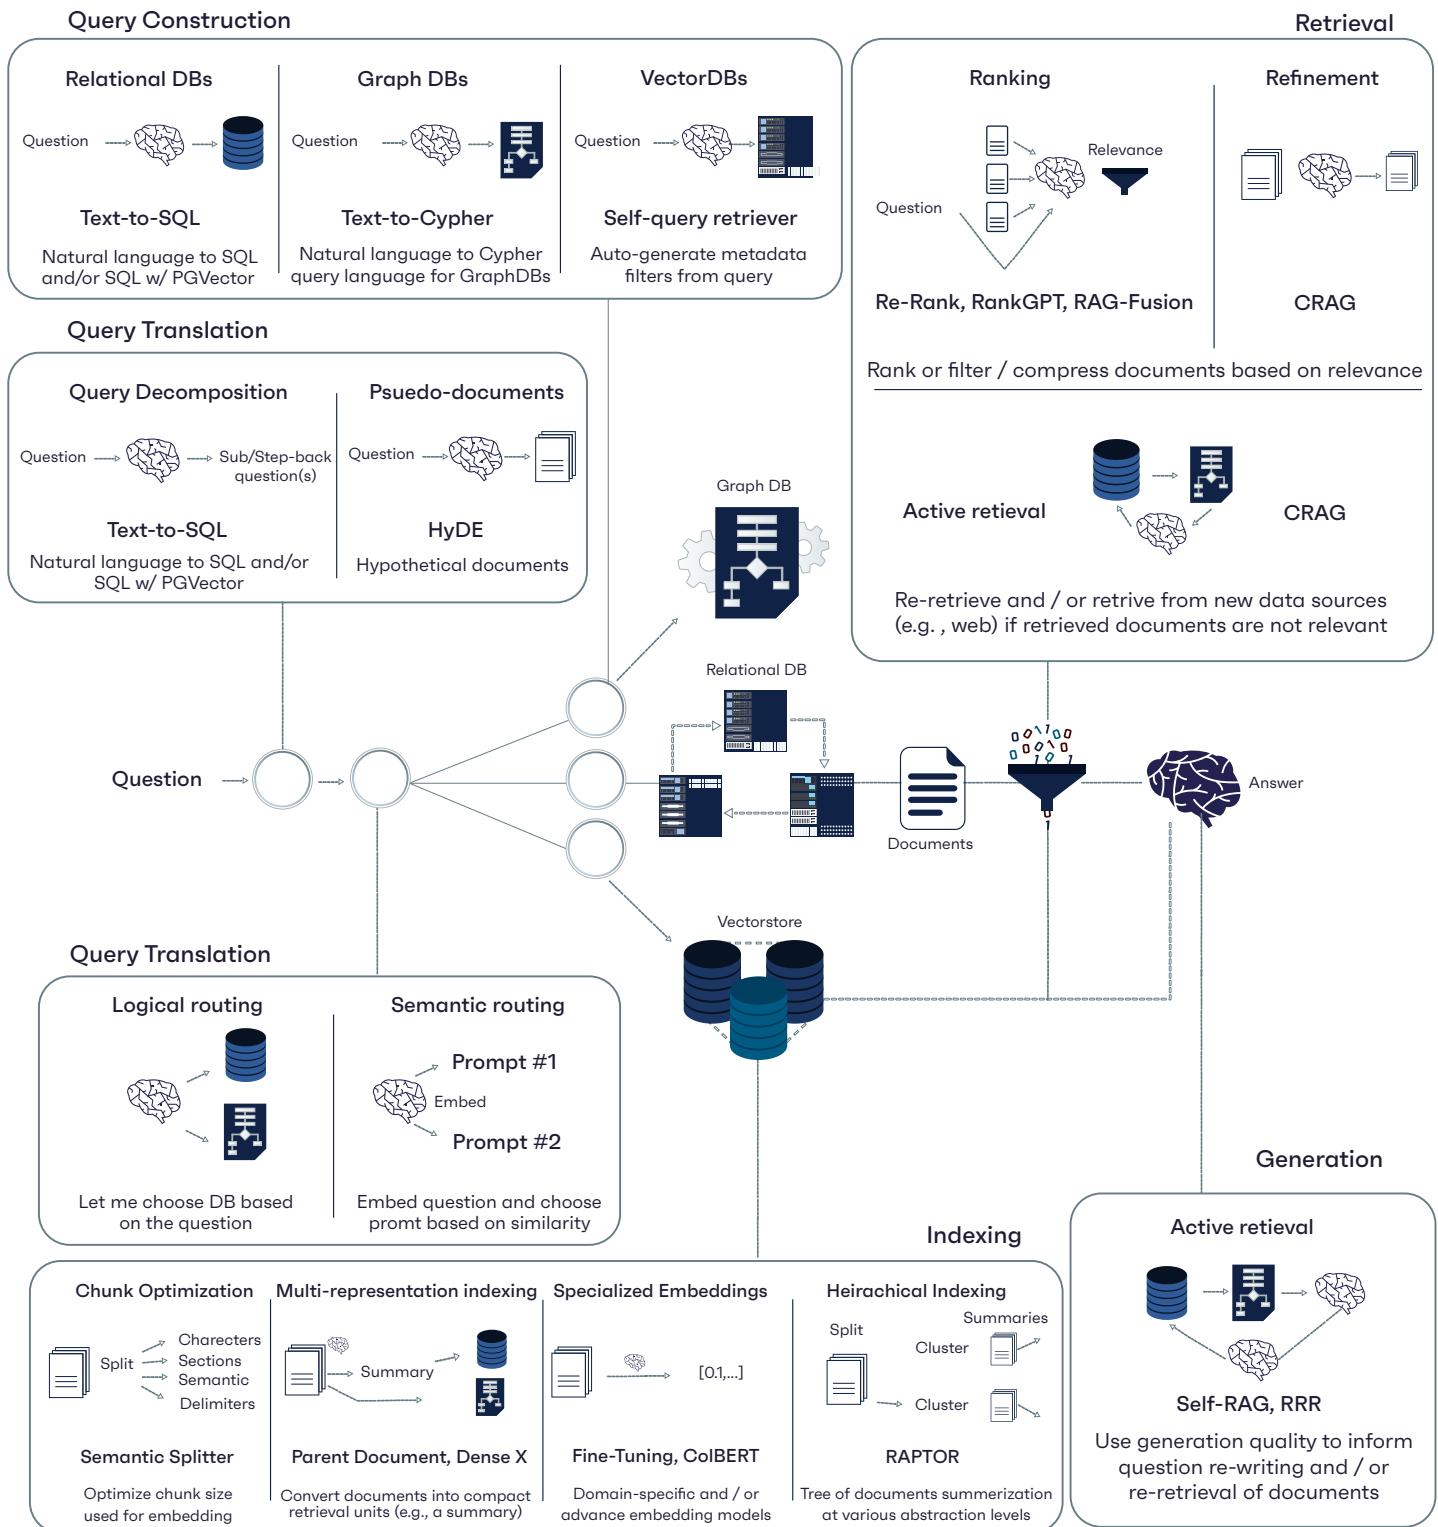 Query Construction
Relational DBs
Question
Text-to-SQL
Natural language to SQL
and/or SQL w/ PGVector
Graph DBs
Question
Text-to-Cypher
Natural language to Cypher
query language for GraphDBs
VectorDBs
Question
Self-query retriever
Auto-generate metadata
filters from query
Retrieval
Ranking
Question
Relevance
Re-Rank, RankGPT, RAG-Fusion
Refinement
CRAG
Rank or filter / compress documents based on relevance
Active retieval
CRAG
Re-retrieve and / or retrive from new data sources
(e.g. , web) if retrieved documents are not relevant
Query Translation
Query Decomposition
Question
Sub/Step-back
question(s)
Text-to-SQL
Natural language to SQL and/or
SQL w/ PGVector
Psuedo-documents
Question
HyDE
Hypothetical documents
Graph DB
Relational DB
Question
Documents
Answer
Vectorstore
Query Translation
Logical routing
Let me choose DB based
on the question
Semantic routing
Prompt #1
Embed
Prompt #2
Embed question and choose
promt based on similarity
Indexing
Chunk Optimization
Split
Charecters
Sections
Semantic
Delimiters
Semantic Splitter
Optimize chunk size
used for embedding
Multi-representation indexing
Summary
Parent Document, Dense X
Convert documents into compact
retrieval units (e.g., a summary)
Specialized Embeddings
[0.1,...]
Fine-Tuning, ColBERT
Domain-specific and / or
advance embedding models
Heirachical Indexing
Split
Summaries
Cluster
Cluster
RAPTOR
Tree of documents summerization
at various abstraction levels
Generation
Active retieval
Self-RAG, RRR
Use generation quality to inform
question re-writing and / or
re-retrieval of documents